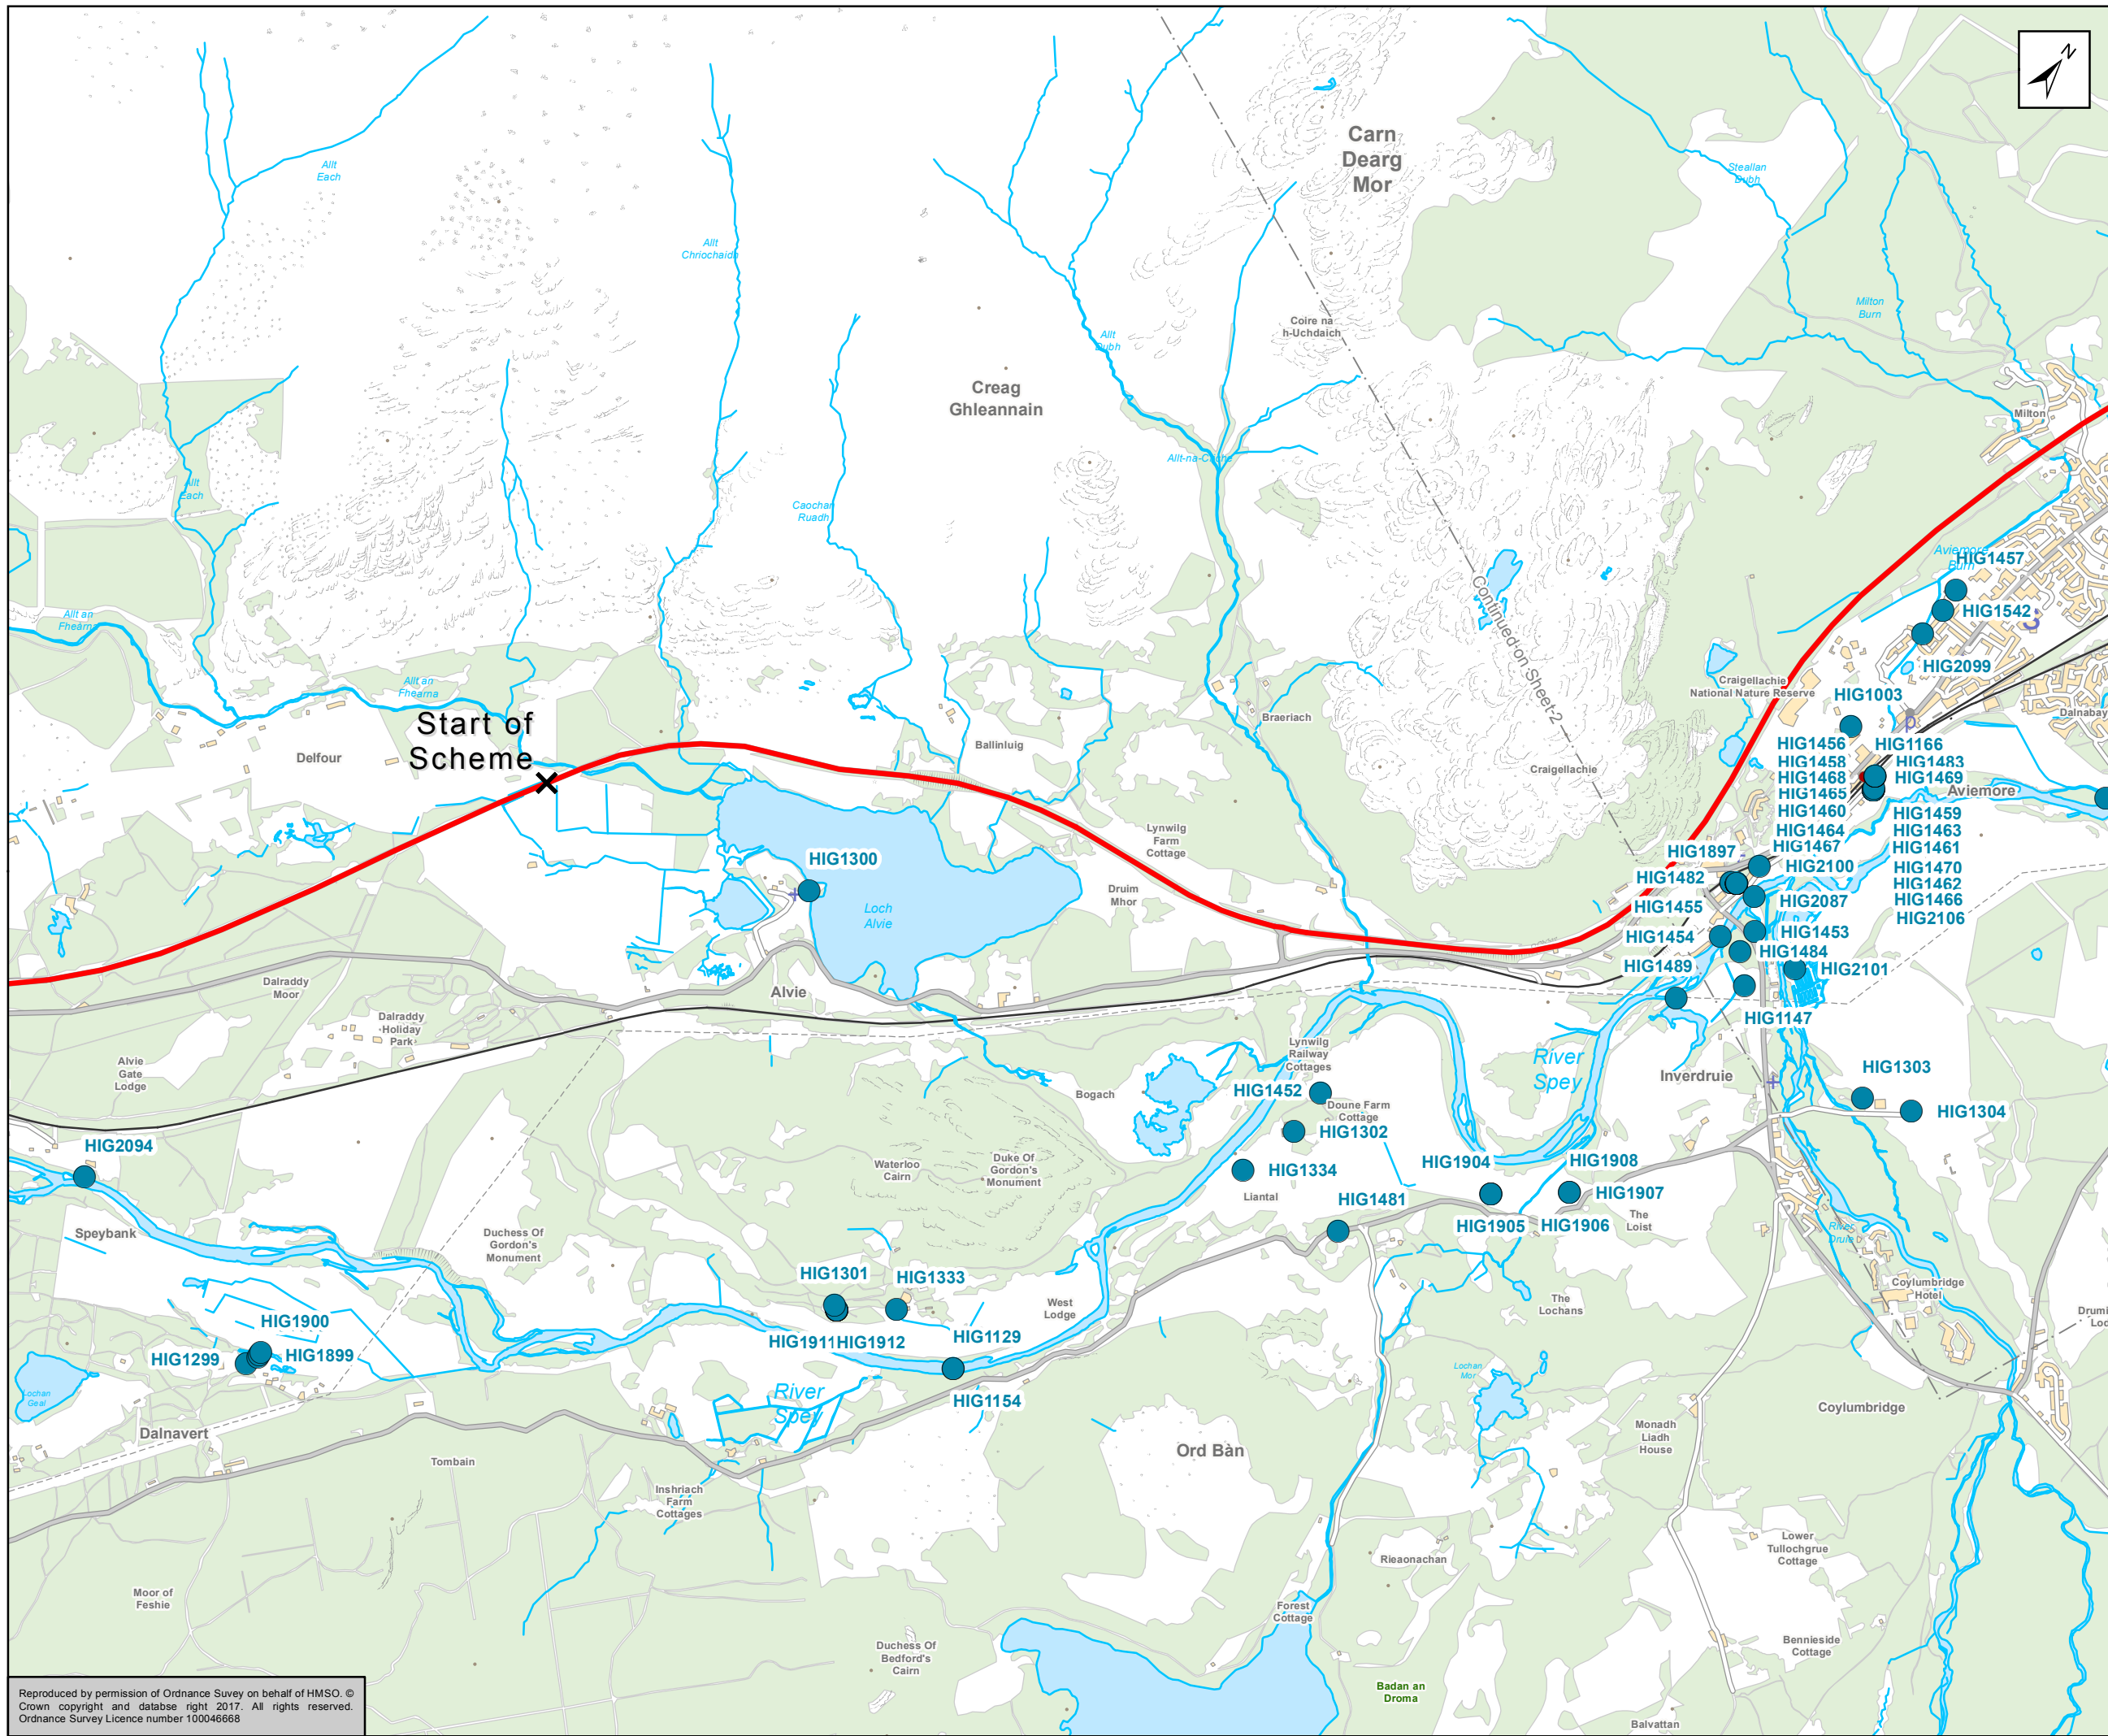 N
Carn
Dearg
Mor
Allt
Each
Steallan
Dubh
Allt
Chriochaidh
Milton
Burn
Coire na
h-Uchdaich
Allt
Dubh
Creag
Ghleannain
Milton
Allt-na-Criche
Allt
Each
Caochan
Ruadh
Aviemore
Burn
HIG1457
Continued on Sheet 2
HIG1542
Allt an
Fhearna
HIG2099
Allt an
Fhearna
Craigellachie
National Nature Reserve
HIG1003
Dalnabay
Start of
Scheme
Braeriach
Delfour
Ballinluig
Craigellachie
HIG1456
HIG1458
HIG1468
HIG1465
HIG1460
HIG1464
HIG1467
HIG1166
HIG1483
HIG1469
Aviemore
HIG1459
HIG1463
HIG1461
HIG1470
HIG1462
HIG1466
HIG2106
Lynwilg
Farm
Cottage
HIG1897
HIG2100
HIG1482
HIG2087
HIG1455
HIG1300
Druim
Mhor
Loch
Alvie
HIG1454
HIG1453
HIG1484
HIG1489
HIG2101
HIG1147
Dalraddy
Moor
Alvie
Dalraddy
Holiday
Park
Alvie
Gate
Lodge
Lynwilg
Railway
Cottages
River
Spey
Inverdruie
Bogach
HIG1452
Doune Farm
Cottage
HIG1303
HIG1304
HIG1302
HIG2094
Waterloo
Cairn
Duke Of
Gordon's
Monument
HIG1334
Liantal
HIG1481
HIG1904
HIG1908
HIG1907
HIG1905
HIG1906
The
Loist
Speybank
Duchess Of
Gordon's
Monument
River
Druie
HIG1301
HIG1333
West
Lodge
The
Lochans
Coylumbridge
Hotel
HIG1900
HIG1299
HIG1899
HIG1911
HIG1912
HIG1129
HIG1154
River
Spey
Lochan
Geal
Lochan
Mor
Dalnavert
Coylumbridge
Monadh
Liadh
House
Ord Bàn
Tombain
Inshriach
Farm
Cottages
Rieaonachan
Lower
Tullochgrue
Cottage
Moor of
Feshie
Forest
Cottage
Duchess Of
Bedford's
Cairn
Bennieside
Cottage
Badan an
Droma
Balvattan
Reproduced by permission of Ordnance Suvey on behalf of HMSO. ©
Crown copyright and databse right 2017. All rights reserved.
Ordnance Survey Licence number 100046668